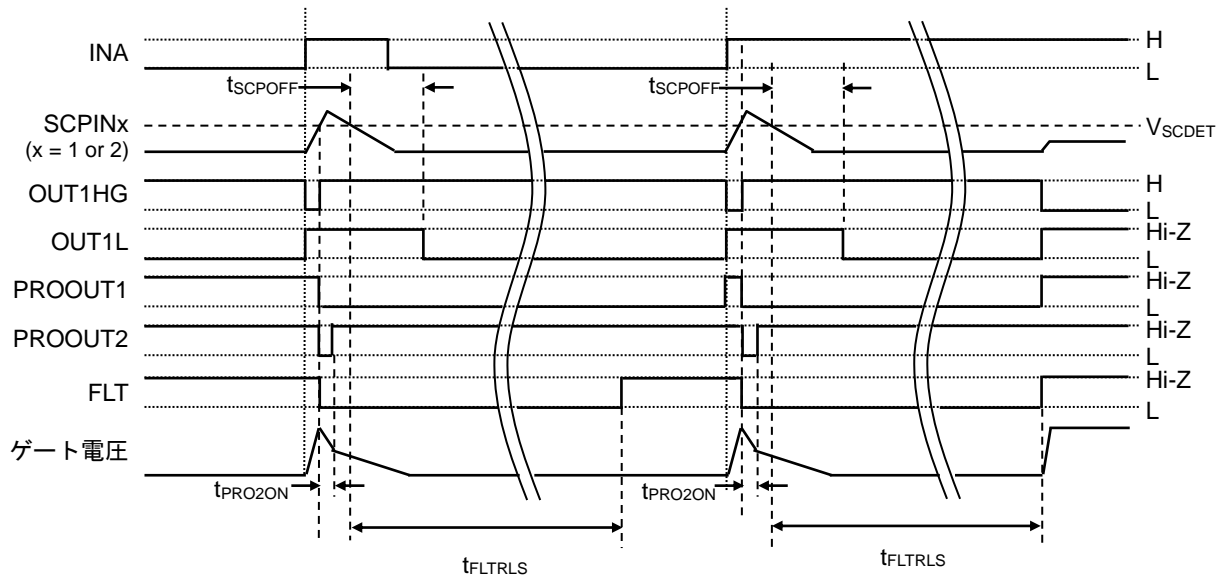 INA
H
L
tSCPOFF
tSCPOFF
SCPINx
(x = 1 or 2)
VSCDET
OUT1HG
H
L
OUT1L
Hi-Z
L
PROOUT1
Hi-Z
L
PROOUT2
Hi-Z
L
FLT
Hi-Z
L
ゲート電圧
tPRO2ON
tPRO2ON
tFLTRLS
tFLTRLS